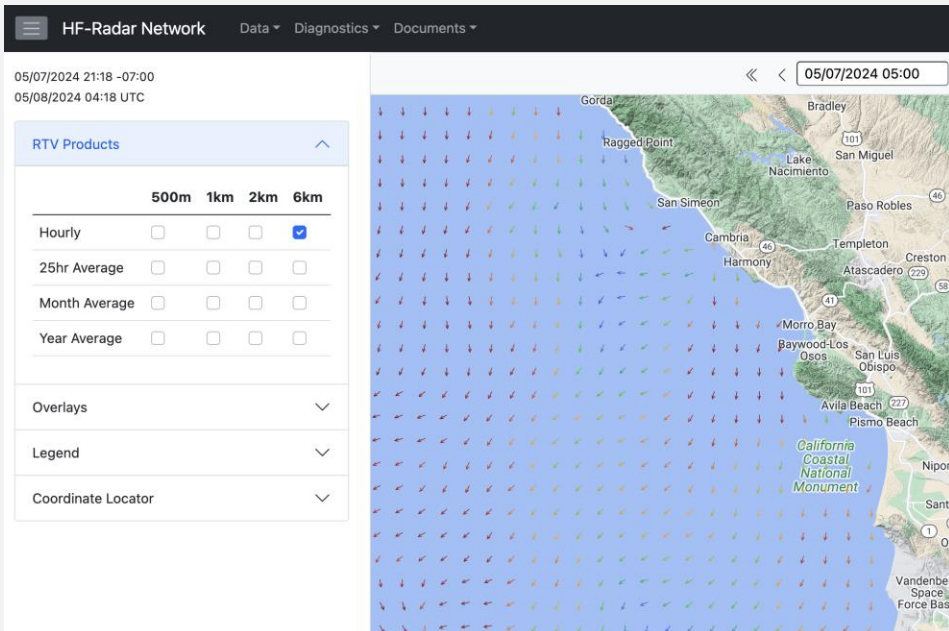 HF-Radar Network Data Diagnostics Documents
05/07/2024 21:18 -07:00
05/08/2024 04:18 UTC
05/07/2024 05:00
RTV Products
500m 1km 2km 6km
Hourly
25hr Average
Month Average
Year Average
Overlays
Legend
Coordinate Locator
Gorda
Bradley
101
Ragged Point
Lake
Nacimiento
San Miguel
46
San Simeon
Paso Robles
Cambria
46
Templeton
Harmony
Creston
Atascadero
229
58
41
Morro Bay
Baywood-Los
Osos
San Luis
Obispo
101
Avila Beach
227
Pismo Beach
California
Coastal
National
Monument
Nipo
Sant
1
Vandenbe
Space
Force Bas